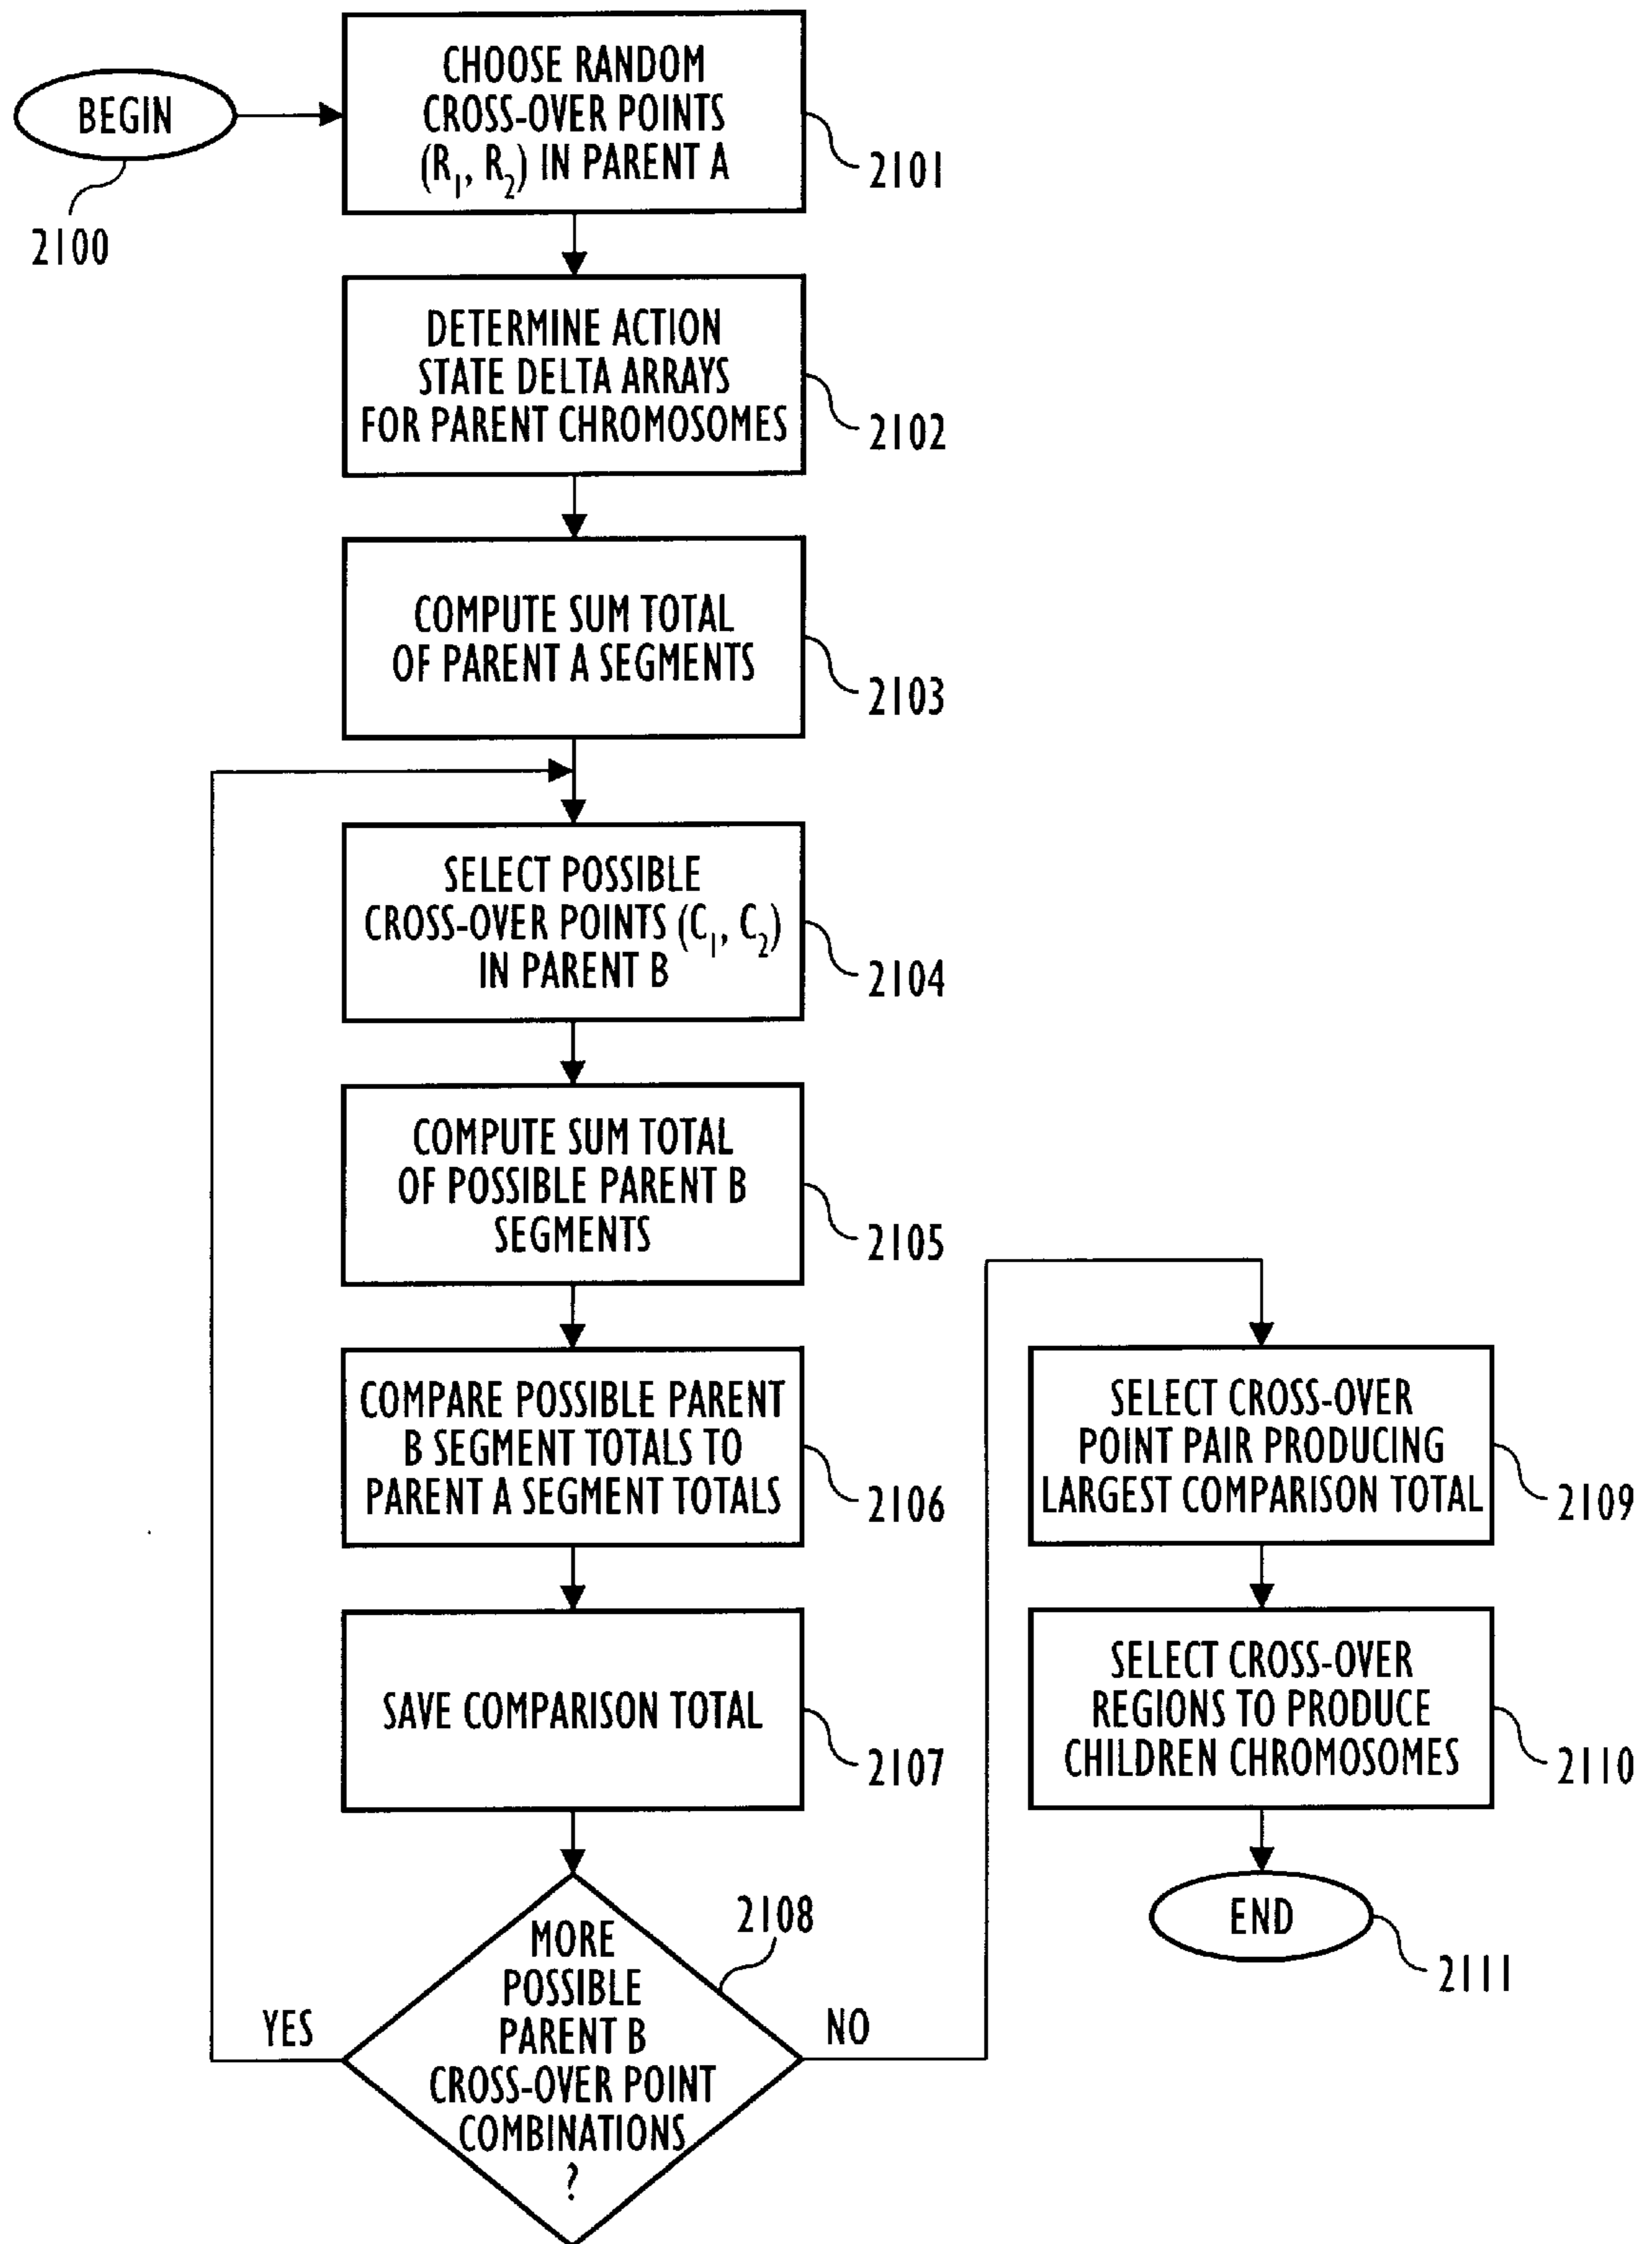 BEGIN
2100
CHOOSE RANDOM
CROSS-OVER POINTS
(R₁, R₂) IN PARENT A
2101
DETERMINE ACTION
STATE DELTA ARRAYS
FOR PARENT CHROMOSOMES
2102
COMPUTE SUM TOTAL
OF PARENT A SEGMENTS
2103
SELECT POSSIBLE
CROSS-OVER POINTS (C₁, C₂)
IN PARENT B
2104
COMPUTE SUM TOTAL
OF POSSIBLE PARENT B
SEGMENTS
2105
COMPARE POSSIBLE PARENT
B SEGMENT TOTALS TO
PARENT A SEGMENT TOTALS
2106
SAVE COMPARISON TOTAL
2107
MORE
POSSIBLE
PARENT B
CROSS-OVER POINT
COMBINATIONS
?
2108
YES
NO
SELECT CROSS-OVER
POINT PAIR PRODUCING
LARGEST COMPARISON TOTAL
2109
SELECT CROSS-OVER
REGIONS TO PRODUCE
CHILDREN CHROMOSOMES
2110
END
2111